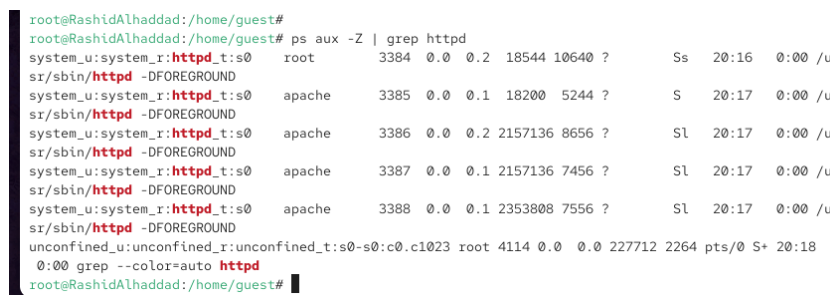 root@RashidAlhaddad:/home/guest#
root@RashidAlhaddad:/home/guest# ps aux -Z | grep httpd
system_u:system_r:httpd_t:s0    root        3384  0.0  0.2  18544 10640 ?        Ss   20:16   0:00 /u
sr/sbin/httpd -DFOREGROUND
system_u:system_r:httpd_t:s0    apache      3385  0.0  0.1  18200  5244 ?        S    20:17   0:00 /u
sr/sbin/httpd -DFOREGROUND
system_u:system_r:httpd_t:s0    apache      3386  0.0  0.2 2157136 8656 ?        Sl   20:17   0:00 /u
sr/sbin/httpd -DFOREGROUND
system_u:system_r:httpd_t:s0    apache      3387  0.0  0.1 2157136 7456 ?        Sl   20:17   0:00 /u
sr/sbin/httpd -DFOREGROUND
system_u:system_r:httpd_t:s0    apache      3388  0.0  0.1 2353808 7556 ?        Sl   20:17   0:00 /u
sr/sbin/httpd -DFOREGROUND
unconfined_u:unconfined_r:unconfined_t:s0-s0:c0.c1023 root 4114 0.0  0.0 227712 2264 pts/0 S+ 20:18
 0:00 grep --color=auto httpd
root@RashidAlhaddad:/home/guest#